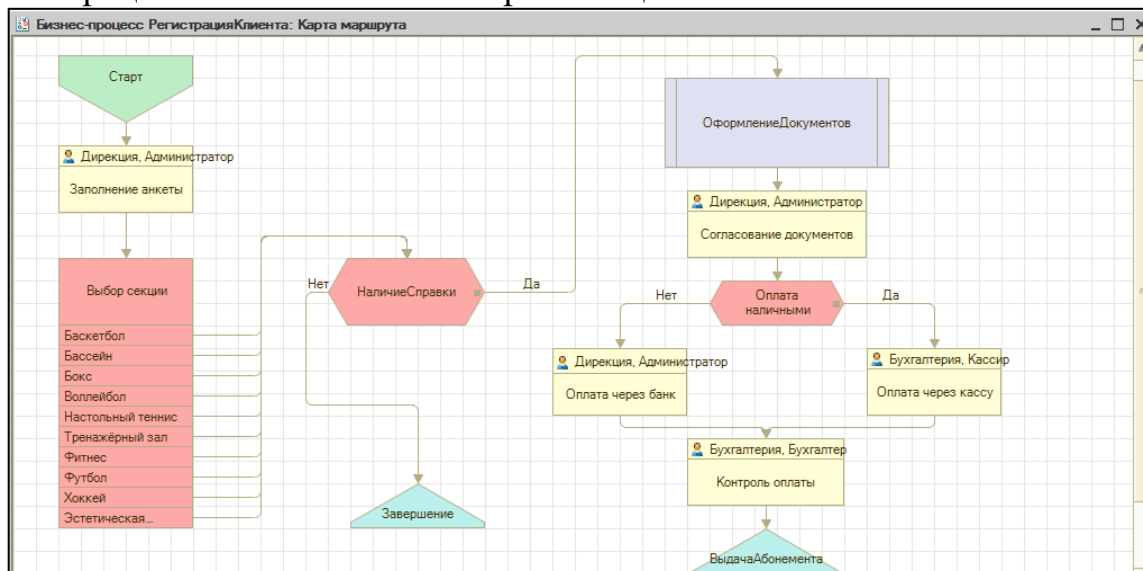 Бизнес-процесс РегистрацияКлиента: Карта маршрута
Старт
Дирекция, Администратор
Заполнение анкеты
Выбор секции
Баскетбол
Бассейн
Бокс
Воллейбол
Настольный теннис
Тренажёрный зал
Фитнес
Футбол
Хоккей
Эстетическая...
Нет
НаличиеСправки
Да
Завершение
ОформлениеДокументов
Дирекция, Администратор
Согласование документов
Нет
Оплата
наличными
Да
Дирекция, Администратор
Оплата через банк
Бухгалтерия, Кассир
Оплата через кассу
Бухгалтерия, Бухгалтер
Контроль оплаты
ВыдачаАбонемента